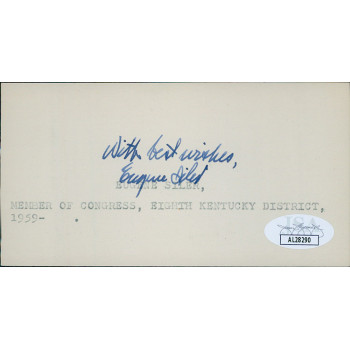 With best wishes,
Eugene Siler
EUGENE SILER,
MEMBER OF CONGRESS, EIGHTH KENTUCKY DISTRICT,
1959-
JSA
AL28290